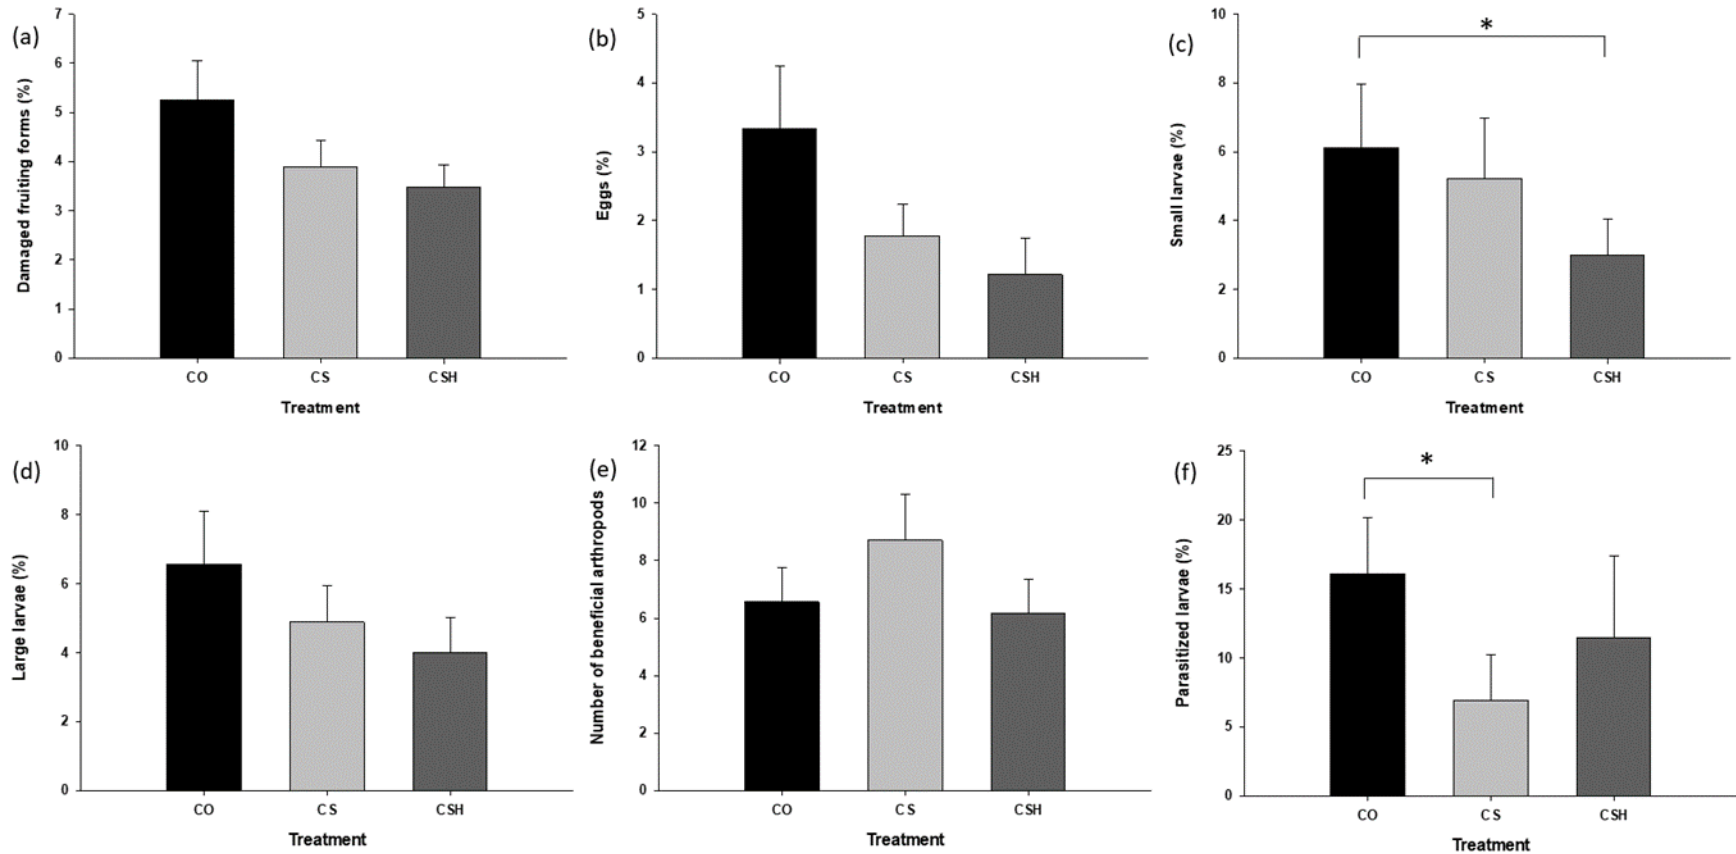 (a)
Damaged fruiting forms (%)
7
6
5
4
3
2
1
0
CO CS CSH
Treatment
(b)
Eggs (%)
5
4
3
2
1
0
CO CS CSH
Treatment
(c)
Small larvae (%)
10
8
6
4
2
0
*
CO CS CSH
Treatment
(d)
Large larvae (%)
10
8
6
4
2
0
CO CS CSH
Treatment
(e)
Number of beneficial arthropods
12
10
8
6
4
2
0
CO CS CSH
Treatment
(f)
Parasitized larvae (%)
25
20
15
10
5
0
*
CO CS CSH
Treatment